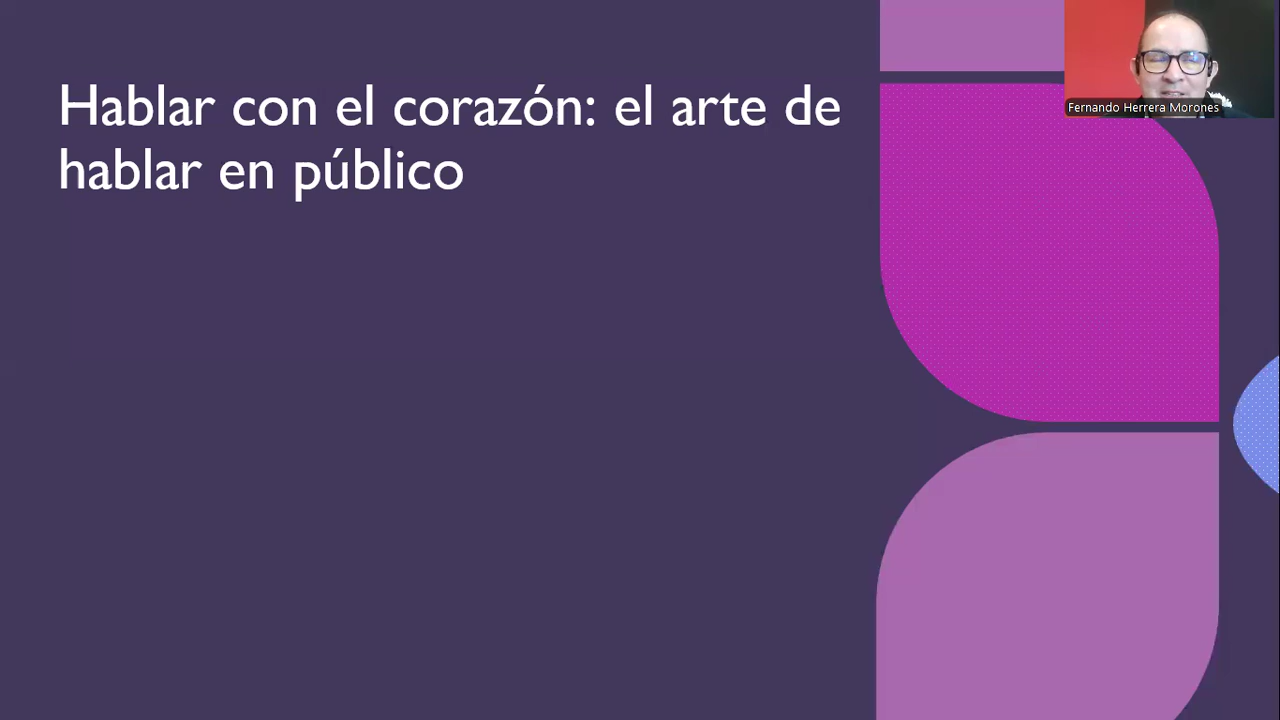 Hablar con el corazón: el arte de
hablar en público
Fernando Herrera Morones